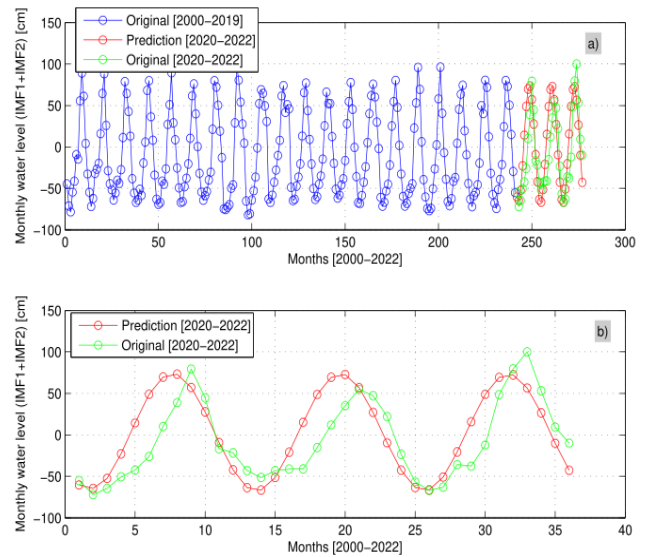 150
100
50
0
−50
−100
Monthly water level (IMF1+IMF2) [cm]
Original [2000−2019]
Prediction [2020−2022]
Original [2020−2022]
a)
0 50 100 150 200 250 300
Months [2000−2022]
150
100
50
0
−50
−100
Monthly water level (IMF1+IMF2) [cm]
Prediction [2020−2022]
Original [2020−2022]
b)
0 5 10 15 20 25 30 35 40
Months [2000−2022]